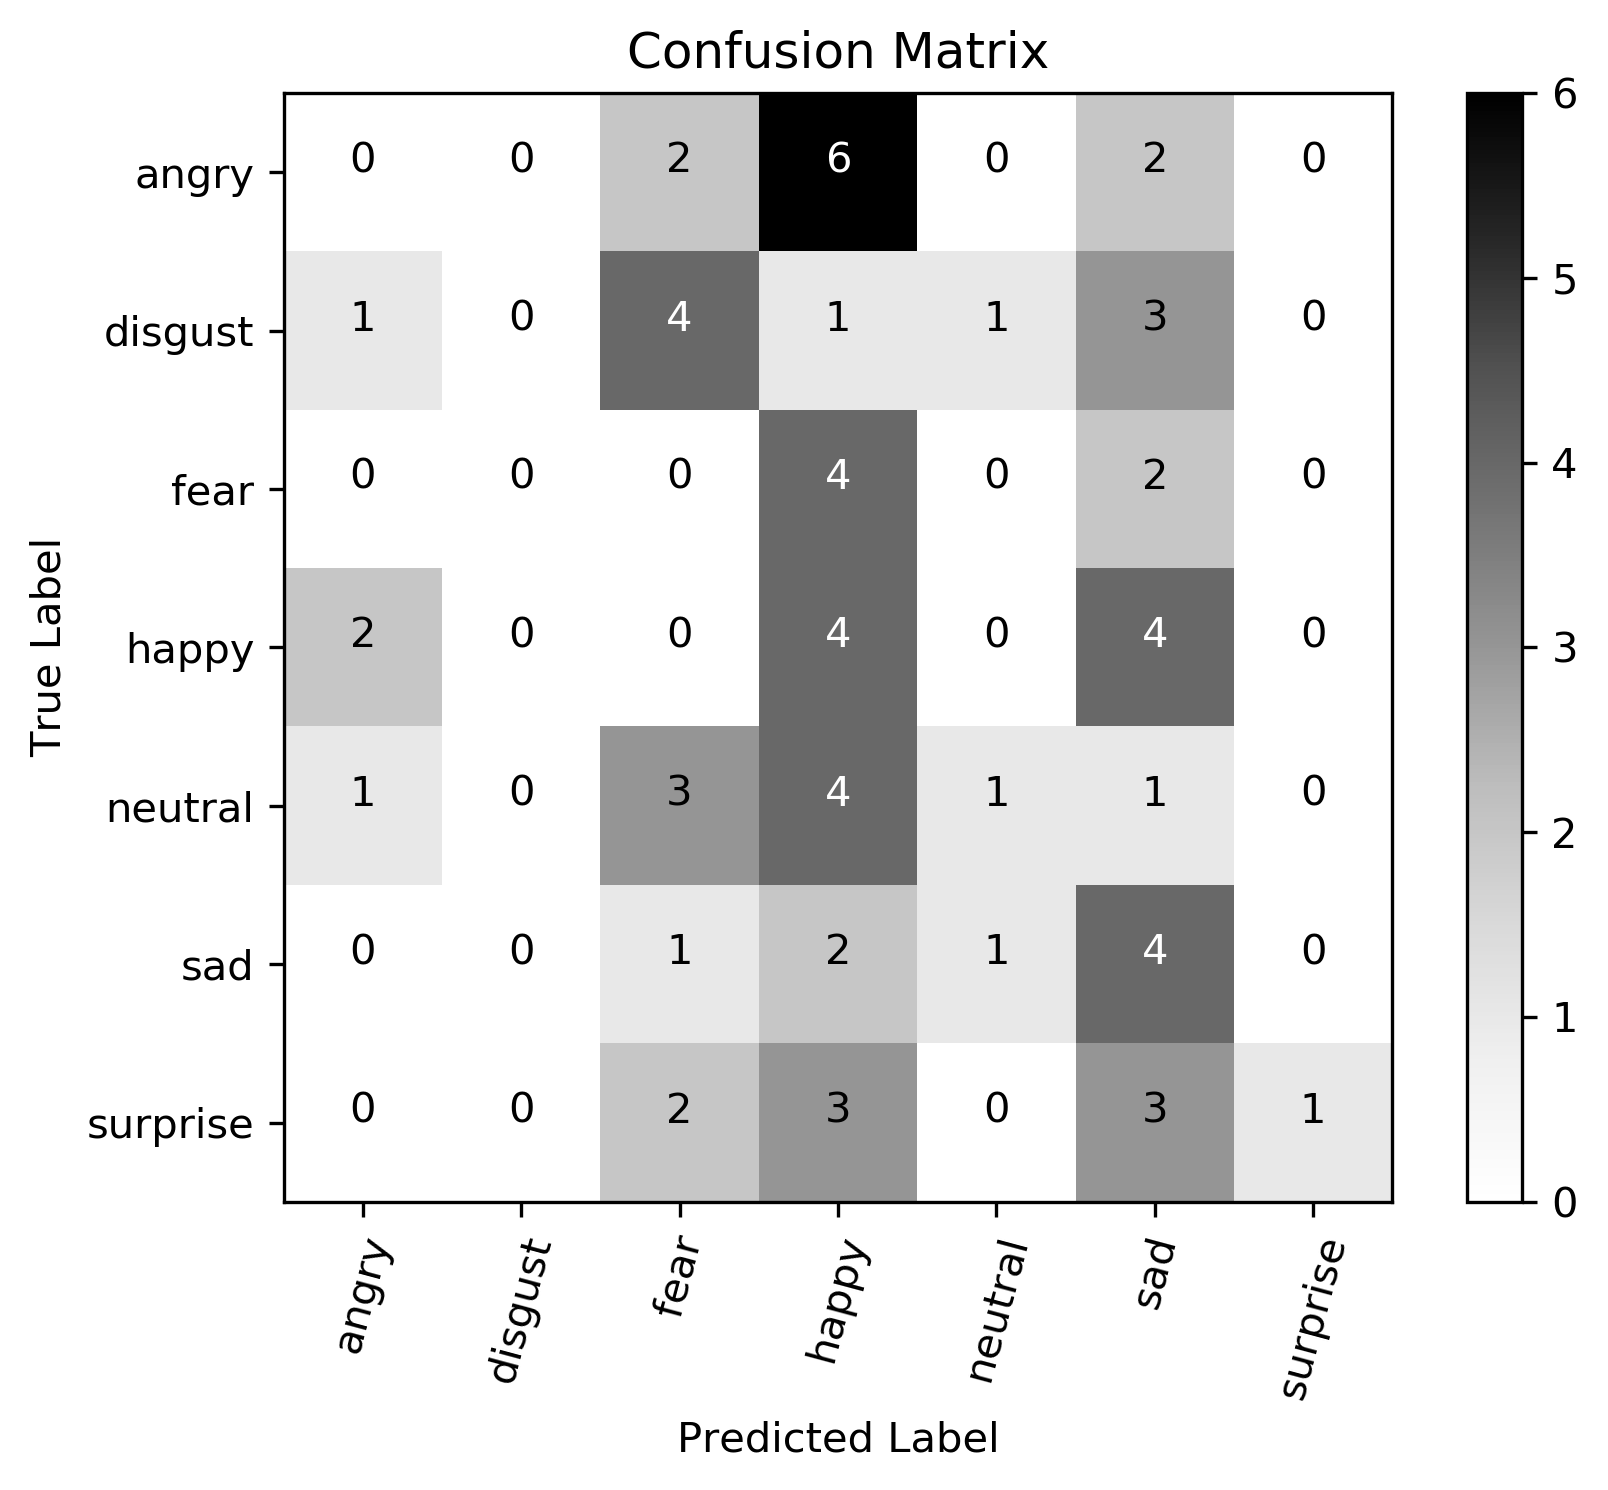 Confusion Matrix
True Label
angry 0 0 2 6 0 2 0
disgust 1 0 4 1 1 3 0
fear 0 0 0 4 0 2 0
happy 2 0 0 4 0 4 0
neutral 1 0 3 4 1 1 0
sad 0 0 1 2 1 4 0
surprise 0 0 2 3 0 3 1
angry disgust fear happy neutral sad surprise
Predicted Label
6
5
4
3
2
1
0